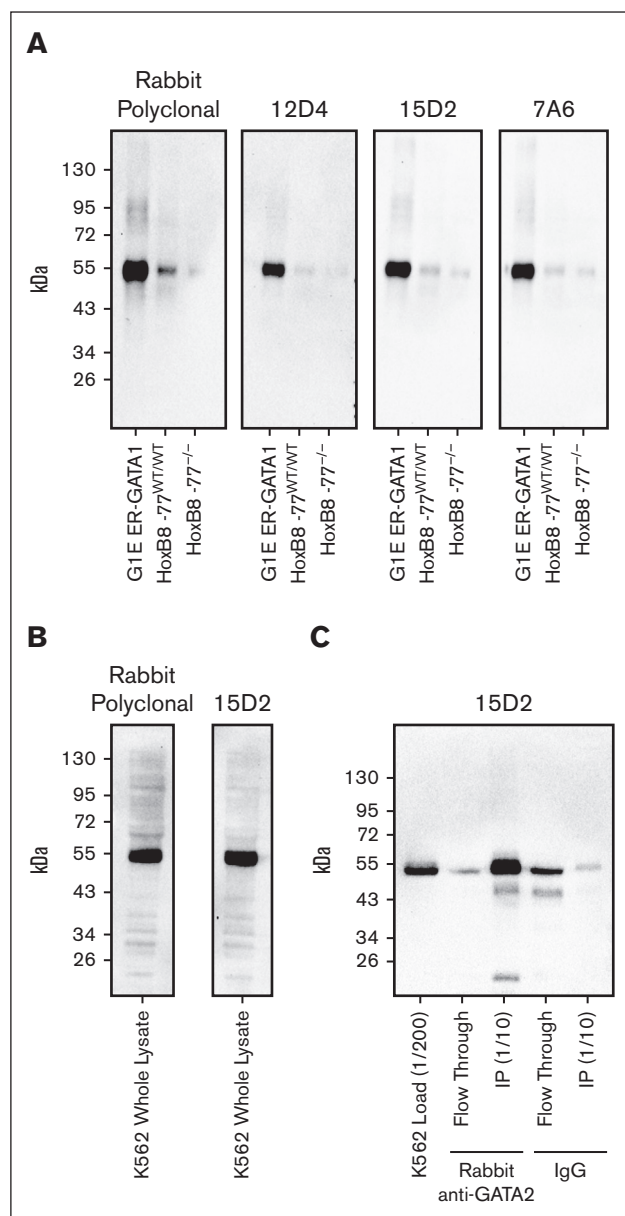 A
Rabbit
Polyclonal 12D4 15D2 7A6
130
95
72
55
43
34
26
kDa
G1E ER-GATA1
HoxB8 -77WT/WT
HoxB8 -77−/−
G1E ER-GATA1
HoxB8 -77WT/WT
HoxB8 -77−/−
G1E ER-GATA1
HoxB8 -77WT/WT
HoxB8 -77−/−
G1E ER-GATA1
HoxB8 -77WT/WT
HoxB8 -77−/−
B
Rabbit
Polyclonal 15D2
130
95
72
55
43
34
26
kDa
K562 Whole Lysate
K562 Whole Lysate
C
15D2
130
95
72
55
43
34
26
kDa
K562 Load (1/200)
Flow Through
IP (1/10)
Flow Through
IP (1/10)
Rabbit
anti-GATA2
IgG